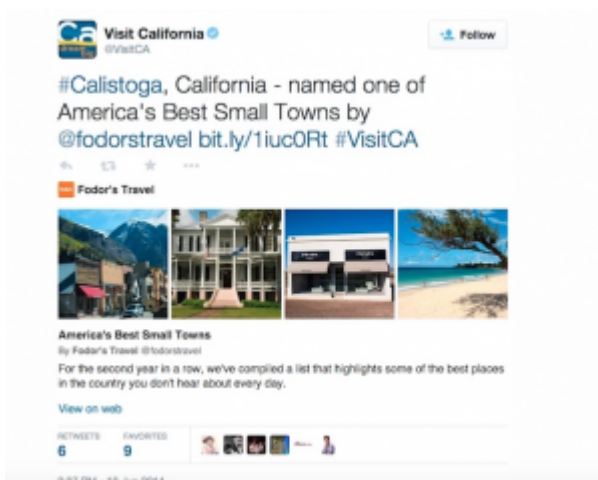 Ca
Visit California
@VisitCA
Follow
#Calistoga, California - named one of
America's Best Small Towns by
@fodorstravel bit.ly/1iuc0Rt #VisitCA
Fodor's Travel
America's Best Small Towns
By Fodor's Travel @fodorstravel
For the second year in a row, we've compiled a list that highlights some of the best places
in the country you don't hear about every day.
View on web
RETWEETS FAVORITES
6 9